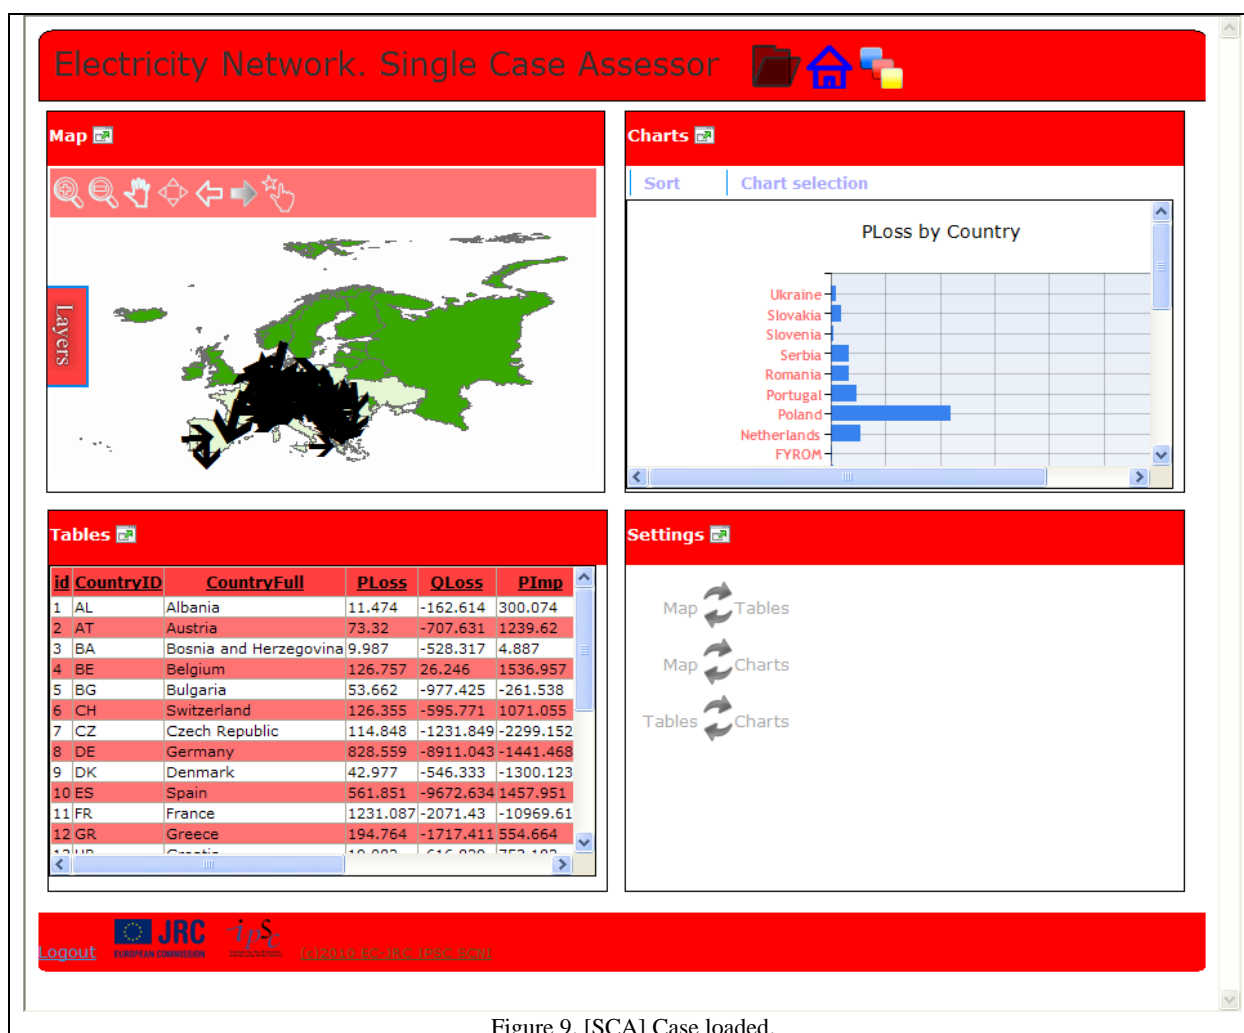 Electricity Network. Single Case Assessor
Map
Layers
Charts
Sort Chart selection
PLoss by Country
Ukraine
Slovakia
Slovenia
Serbia
Romania
Portugal
Poland
Netherlands
FYROM
Tables
id CountryID CountryFull PLoss QLoss PImp
1 AL Albania 11.474 -162.614 300.074
2 AT Austria 73.32 -707.631 1239.62
3 BA Bosnia and Herzegovina 9.987 -528.317 4.887
4 BE Belgium 126.757 26.246 1536.957
5 BG Bulgaria 53.662 -977.425 -261.538
6 CH Switzerland 126.355 -595.771 1071.055
7 CZ Czech Republic 114.848 -1231.849 -2299.152
8 DE Germany 828.559 -8911.043 -1441.468
9 DK Denmark 42.977 -546.333 -1300.123
10 ES Spain 561.851 -9672.634 1457.951
11 FR France 1231.087 -2071.43 -10969.61
12 GR Greece 194.764 -1717.411 554.664
Settings
Map Tables
Map Charts
Tables Charts
Logout
JRC
EUROPEAN COMMISSION
ipSc
(c)2010 EC-JRC IPSC SCNI
Figure 9. [SCA] Case loaded.